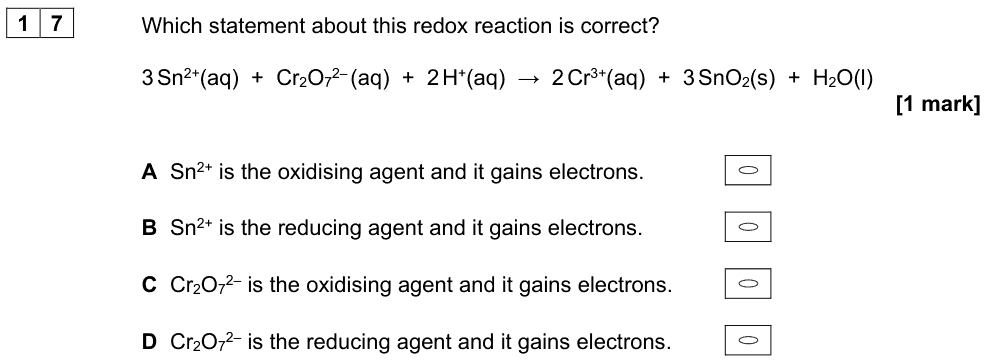 1 7 Which statement about this redox reaction is correct?
3 Sn²⁺(aq) + Cr₂O₇²⁻ (aq) + 2 H⁺(aq) → 2 Cr³⁺(aq) + 3 SnO₂(s) + H₂O(l)
[1 mark]
A Sn²⁺ is the oxidising agent and it gains electrons.
B Sn²⁺ is the reducing agent and it gains electrons.
C Cr₂O₇²⁻ is the oxidising agent and it gains electrons.
D Cr₂O₇²⁻ is the reducing agent and it gains electrons.